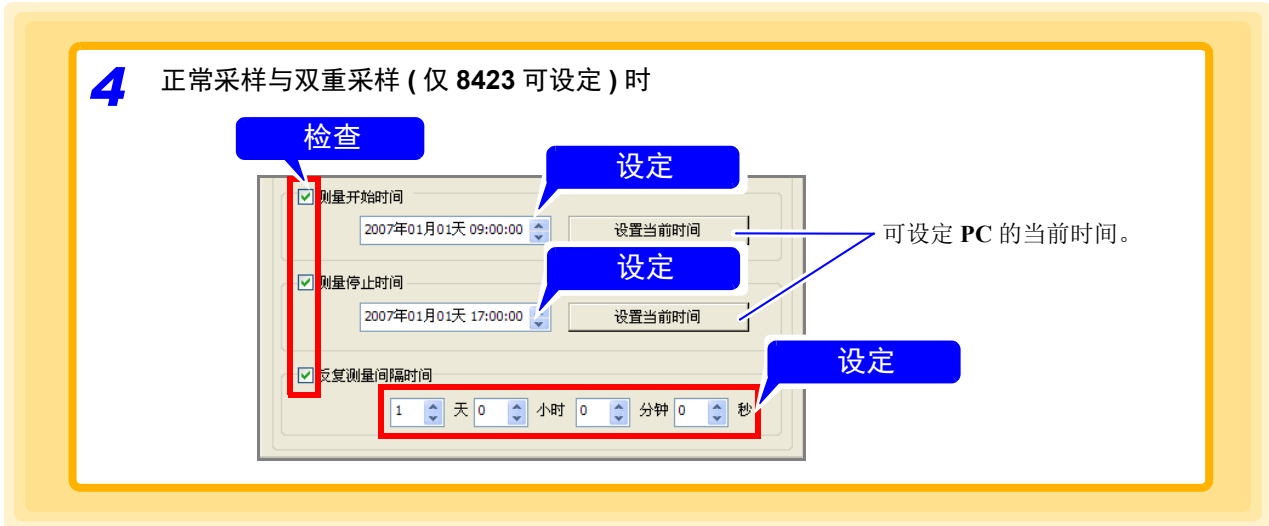 4 正常采样与双重采样 ( 仅 8423 可设定 ) 时
检查
设定
测量开始时间
2007年01月01天 09:00:00
设置当前时间
可设定 PC 的当前时间。
设定
测量停止时间
2007年01月01天 17:00:00
设置当前时间
设定
反复测量间隔时间
1 天 0 小时 0 分钟 0 秒